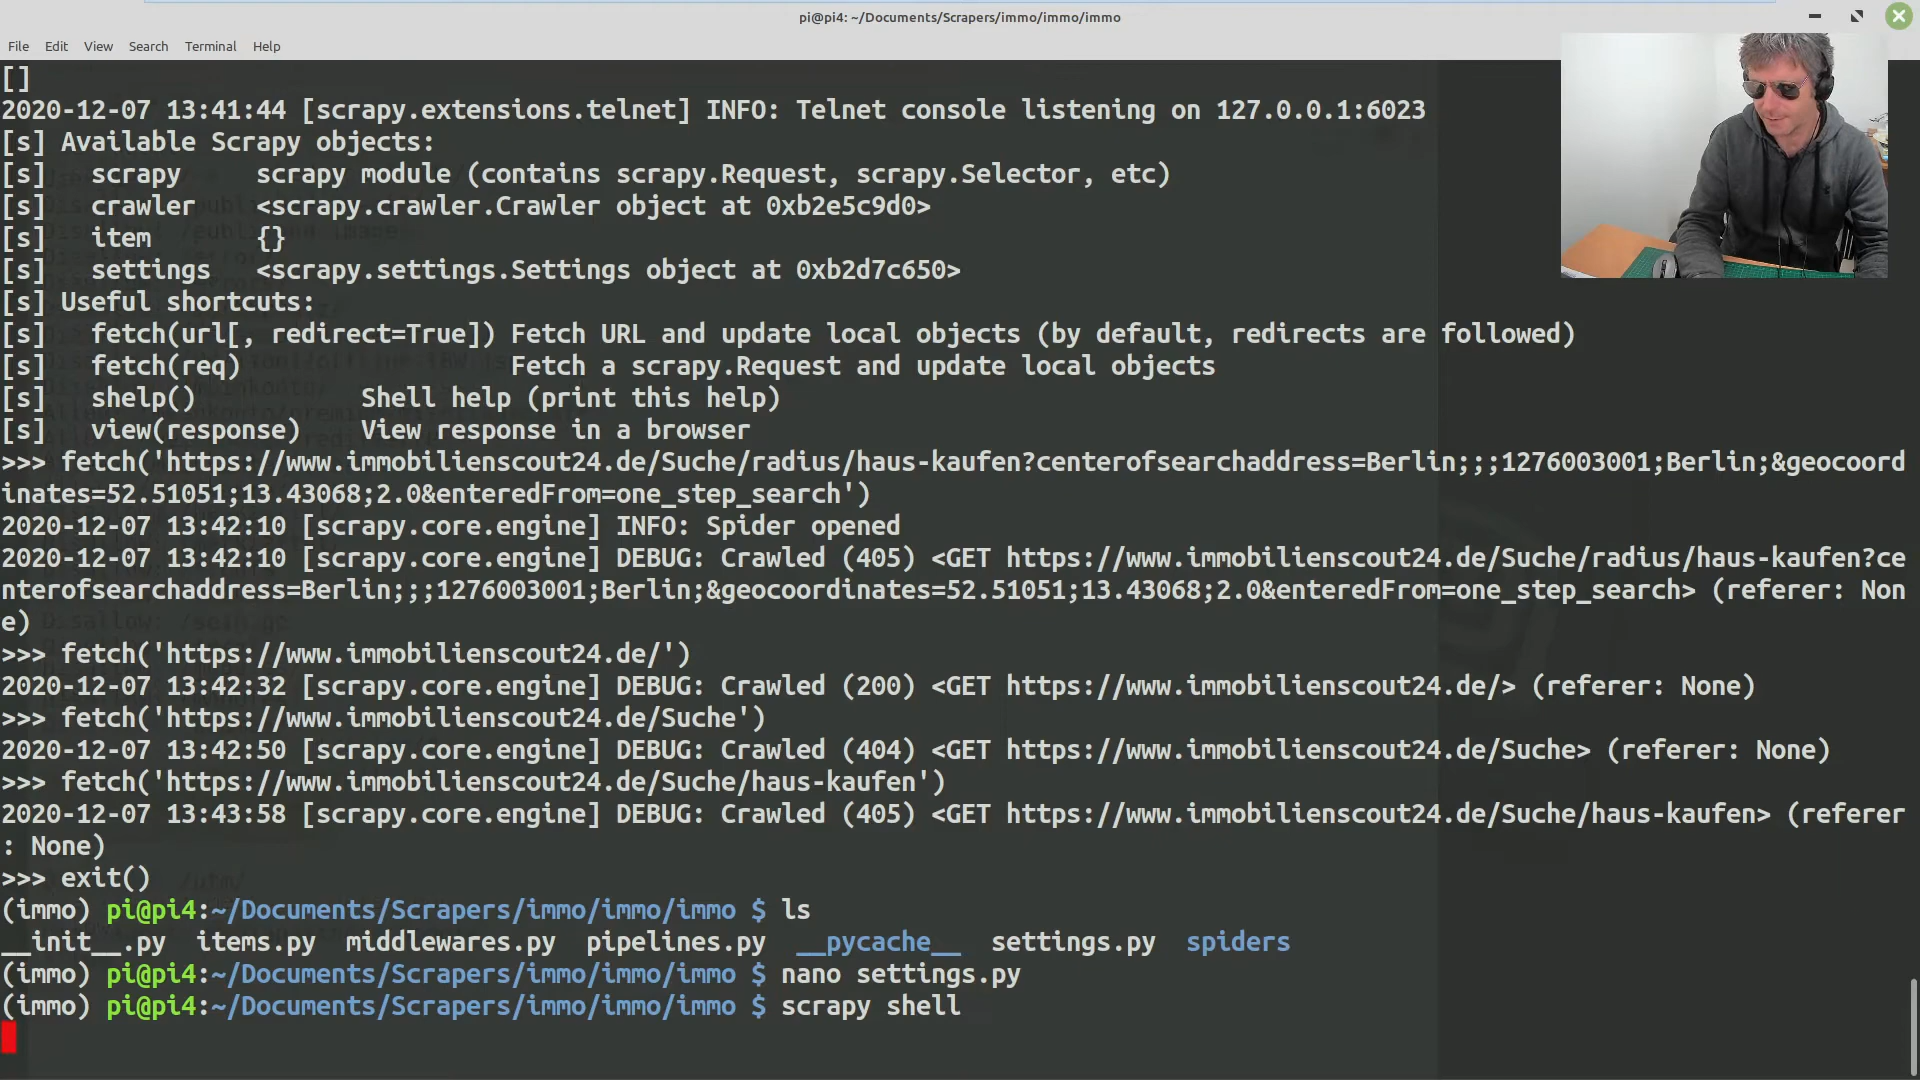 pi@pi4: ~/Documents/Scrapers/immo/immo/immo
File Edit View Search Terminal Help
[]
2020-12-07 13:41:44 [scrapy.extensions.telnet] INFO: Telnet console listening on 127.0.0.1:6023
[s] Available Scrapy objects:
[s]   scrapy     scrapy module (contains scrapy.Request, scrapy.Selector, etc)
[s]   crawler    <scrapy.crawler.Crawler object at 0xb2e5c9d0>
[s]   item       {}
[s]   settings   <scrapy.settings.Settings object at 0xb2d7c650>
[s] Useful shortcuts:
[s]   fetch(url[, redirect=True]) Fetch URL and update local objects (by default, redirects are followed)
[s]   fetch(req)                  Fetch a scrapy.Request and update local objects
[s]   shelp()           Shell help (print this help)
[s]   view(response)    View response in a browser
>>> fetch('https://www.immobilienscout24.de/Suche/radius/haus-kaufen?centerofsearchaddress=Berlin;;;1276003001;Berlin;&geocoord
inates=52.51051;13.43068;2.0&enteredFrom=one_step_search')
2020-12-07 13:42:10 [scrapy.core.engine] INFO: Spider opened
2020-12-07 13:42:10 [scrapy.core.engine] DEBUG: Crawled (405) <GET https://www.immobilienscout24.de/Suche/radius/haus-kaufen?ce
nterofsearchaddress=Berlin;;;1276003001;Berlin;&geocoordinates=52.51051;13.43068;2.0&enteredFrom=one_step_search> (referer: Non
e)
>>> fetch('https://www.immobilienscout24.de/')
2020-12-07 13:42:32 [scrapy.core.engine] DEBUG: Crawled (200) <GET https://www.immobilienscout24.de/> (referer: None)
>>> fetch('https://www.immobilienscout24.de/Suche')
2020-12-07 13:42:50 [scrapy.core.engine] DEBUG: Crawled (404) <GET https://www.immobilienscout24.de/Suche> (referer: None)
>>> fetch('https://www.immobilienscout24.de/Suche/haus-kaufen')
2020-12-07 13:43:58 [scrapy.core.engine] DEBUG: Crawled (405) <GET https://www.immobilienscout24.de/Suche/haus-kaufen> (referer
: None)
>>> exit()
(immo) pi@pi4:~/Documents/Scrapers/immo/immo/immo $ ls
__init__.py  items.py  middlewares.py  pipelines.py  __pycache__  settings.py  spiders
(immo) pi@pi4:~/Documents/Scrapers/immo/immo/immo $ nano settings.py
(immo) pi@pi4:~/Documents/Scrapers/immo/immo/immo $ scrapy shell